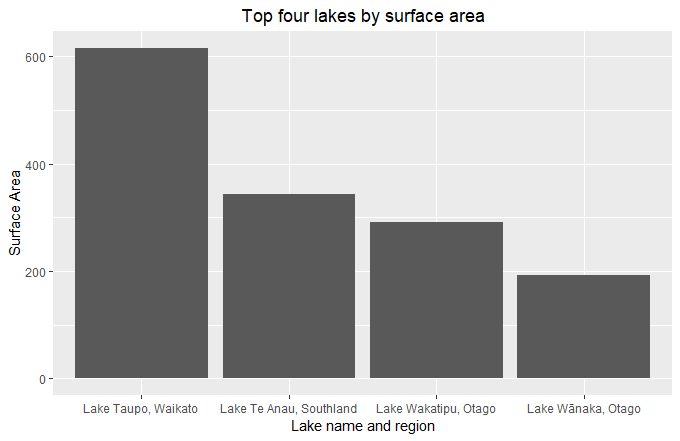 Top four lakes by surface area
Surface Area
600
400
200
0
Lake Taupo, Waikato
Lake Te Anau, Southland
Lake Wakatipu, Otago
Lake Wānaka, Otago
Lake name and region